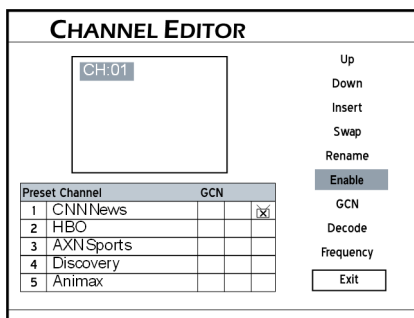 CHANNEL EDITOR
CH:01
Up
Down
Insert
Swap
Rename
Enable
GCN
Decode
Frequency
Exit
Preset Channel GCN
1 CNNNews
2 HBO
3 AXNSports
4 Discovery
5 Animax